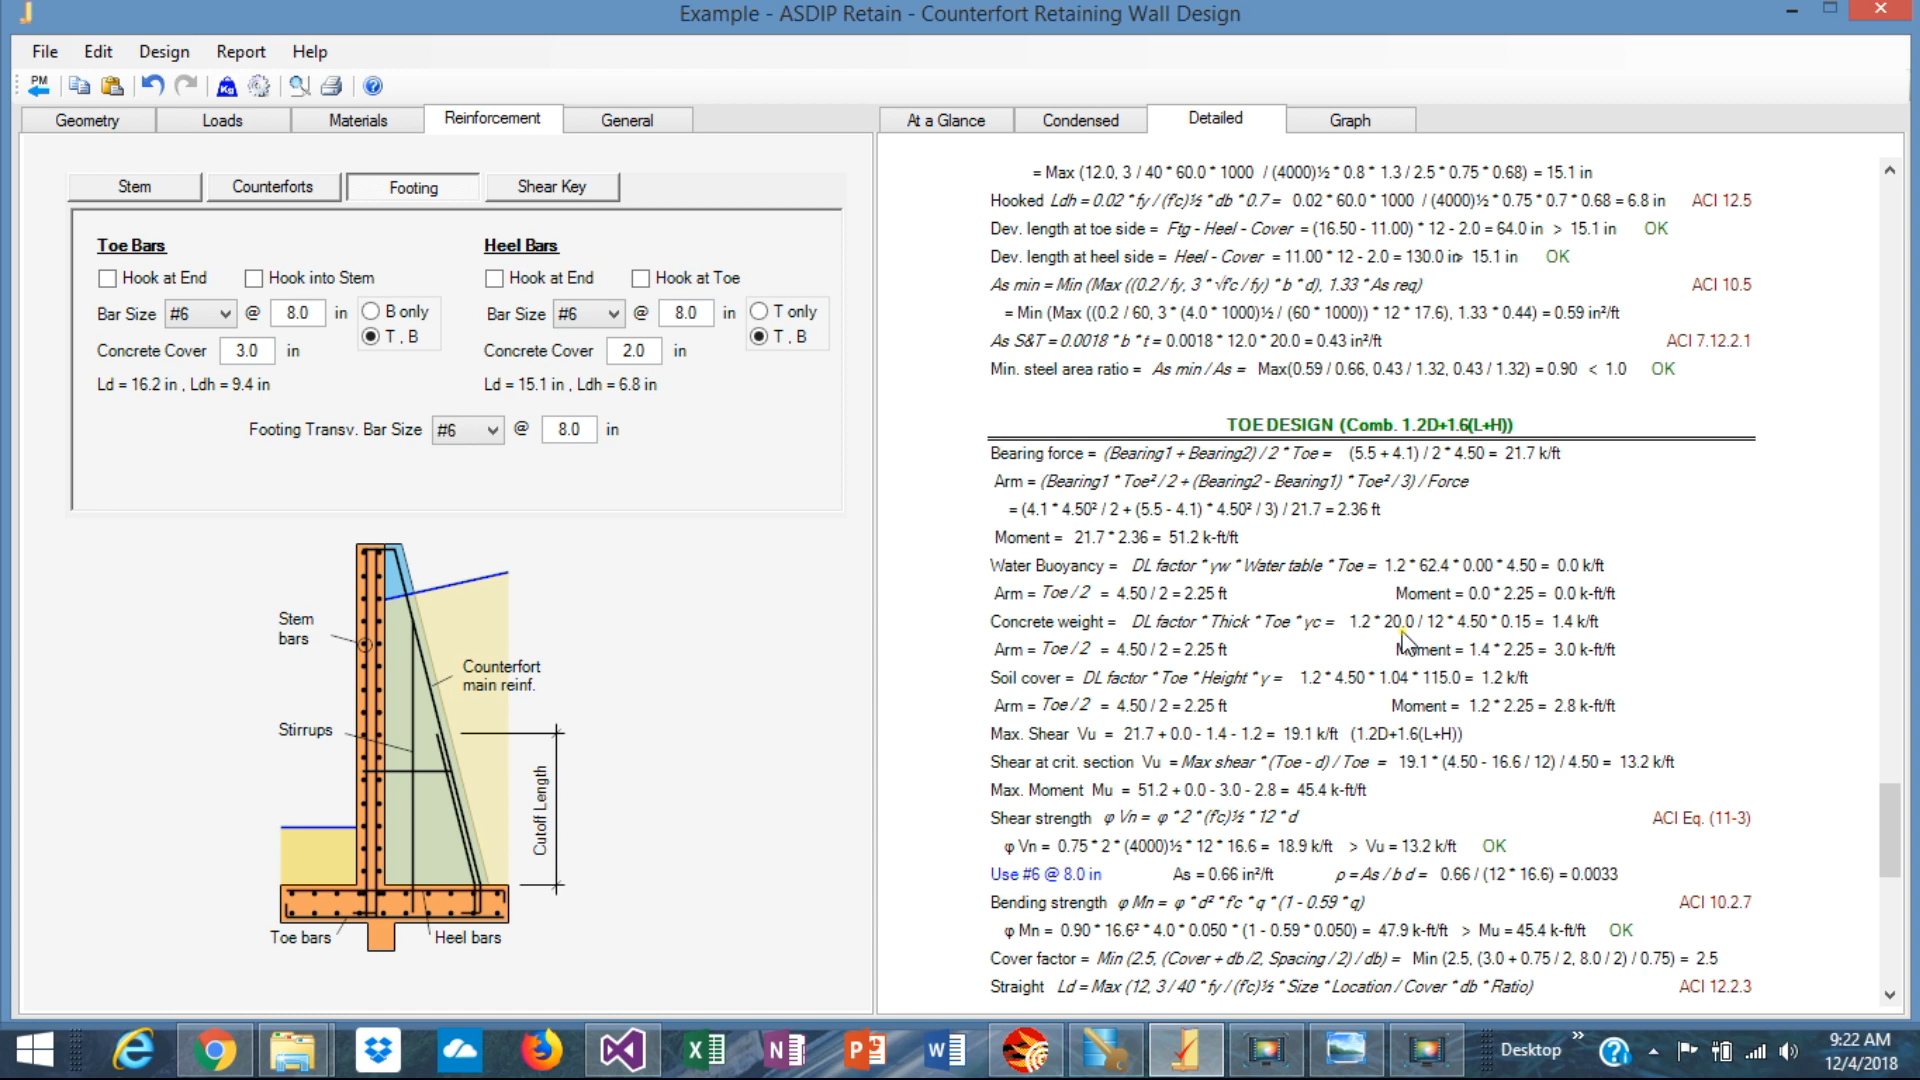 Example - ASDIP Retain - Counterfort Retaining Wall Design
File Edit Design Report Help
PM
Kg
Geometry Loads Materials Reinforcement General
Stem Counterforts Footing Shear Key
Toe Bars Heel Bars
Hook at End Hook into Stem Hook at End Hook at Toe
Bar Size #6 @ 8.0 in B only Bar Size #6 @ 8.0 in T only
T , B T , B
Concrete Cover 3.0 in Concrete Cover 2.0 in
Ld = 16.2 in , Ldh = 9.4 in Ld = 15.1 in , Ldh = 6.8 in
Footing Transv. Bar Size #6 @ 8.0 in
Stem
bars
Counterfort
main reinf.
Stirrups
Cutoff Length
Toe bars Heel bars
At a Glance Condensed Detailed Graph
= Max (12.0, 3 / 40 * 60.0 * 1000 / (4000)½ * 0.8 * 1.3 / 2.5 * 0.75 * 0.68) = 15.1 in
Hooked Ldh = 0.02 * fy / (f'c)½ * db * 0.7 = 0.02 * 60.0 * 1000 / (4000)½ * 0.75 * 0.7 * 0.68 = 6.8 in ACI 12.5
Dev. length at toe side = Ftg - Heel - Cover = (16.50 - 11.00) * 12 - 2.0 = 64.0 in > 15.1 in OK
Dev. length at heel side = Heel - Cover = 11.00 * 12 - 2.0 = 130.0 in > 15.1 in OK
As min = Min (Max ((0.2 / fy, 3 * √f'c / fy) * b * d), 1.33 * As req) ACI 10.5
= Min (Max ((0.2 / 60, 3 * (4.0 * 1000)½ / (60 * 1000)) * 12 * 17.6), 1.33 * 0.44) = 0.59 in²/ft
As S&T = 0.0018 * b * t = 0.0018 * 12.0 * 20.0 = 0.43 in²/ft ACI 7.12.2.1
Min. steel area ratio = As min / As = Max(0.59 / 0.66, 0.43 / 1.32, 0.43 / 1.32) = 0.90 < 1.0 OK
TOE DESIGN (Comb. 1.2D+1.6(L+H))
Bearing force = (Bearing1 + Bearing2) / 2 * Toe = (5.5 + 4.1) / 2 * 4.50 = 21.7 k/ft
Arm = (Bearing1 * Toe² / 2 + (Bearing2 - Bearing1) * Toe² / 3) / Force
= (4.1 * 4.50² / 2 + (5.5 - 4.1) * 4.50² / 3) / 21.7 = 2.36 ft
Moment = 21.7 * 2.36 = 51.2 k-ft/ft
Water Buoyancy = DL factor * γw * Water table * Toe = 1.2 * 62.4 * 0.00 * 4.50 = 0.0 k/ft
Arm = Toe / 2 = 4.50 / 2 = 2.25 ft Moment = 0.0 * 2.25 = 0.0 k-ft/ft
Concrete weight = DL factor * Thick * Toe * γc = 1.2 * 20.0 / 12 * 4.50 * 0.15 = 1.4 k/ft
Arm = Toe / 2 = 4.50 / 2 = 2.25 ft Moment = 1.4 * 2.25 = 3.0 k-ft/ft
Soil cover = DL factor * Toe * Height * γ = 1.2 * 4.50 * 1.04 * 115.0 = 1.2 k/ft
Arm = Toe / 2 = 4.50 / 2 = 2.25 ft Moment = 1.2 * 2.25 = 2.8 k-ft/ft
Max. Shear Vu = 21.7 + 0.0 - 1.4 - 1.2 = 19.1 k/ft (1.2D+1.6(L+H))
Shear at crit. section Vu = Max shear * (Toe - d) / Toe = 19.1 * (4.50 - 16.6 / 12) / 4.50 = 13.2 k/ft
Max. Moment Mu = 51.2 + 0.0 - 3.0 - 2.8 = 45.4 k-ft/ft
Shear strength φ Vn = φ * 2 * (f'c)½ * 12 * d ACI Eq. (11-3)
φ Vn = 0.75 * 2 * (4000)½ * 12 * 16.6 = 18.9 k/ft > Vu = 13.2 k/ft OK
Use #6 @ 8.0 in As = 0.66 in²/ft ρ = As / b d = 0.66 / (12 * 16.6) = 0.0033
Bending strength φ Mn = φ * d² * f'c * q * (1 - 0.59 * q) ACI 10.2.7
φ Mn = 0.90 * 16.6² * 4.0 * 0.050 * (1 - 0.59 * 0.050) = 47.9 k-ft/ft > Mu = 45.4 k-ft/ft OK
Cover factor = Min (2.5, (Cover + db /2, Spacing / 2) / db) = Min (2.5, (3.0 + 0.75 / 2, 8.0 / 2) / 0.75) = 2.5
Straight Ld = Max (12, 3 / 40 * fy / (f'c)½ * Size * Location / Cover * db * Ratio) ACI 12.2.3
Desktop
9:22 AM
12/4/2018